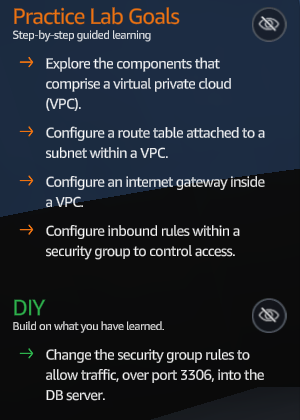 Practice Lab Goals
Step-by-step guided learning
→ Explore the components that
comprise a virtual private cloud
(VPC).
→ Configure a route table attached to a
subnet within a VPC.
→ Configure an internet gateway inside
a VPC.
→ Configure inbound rules within a
security group to control access.
DIY
Build on what you have learned.
→ Change the security group rules to
allow traffic, over port 3306, into the
DB server.